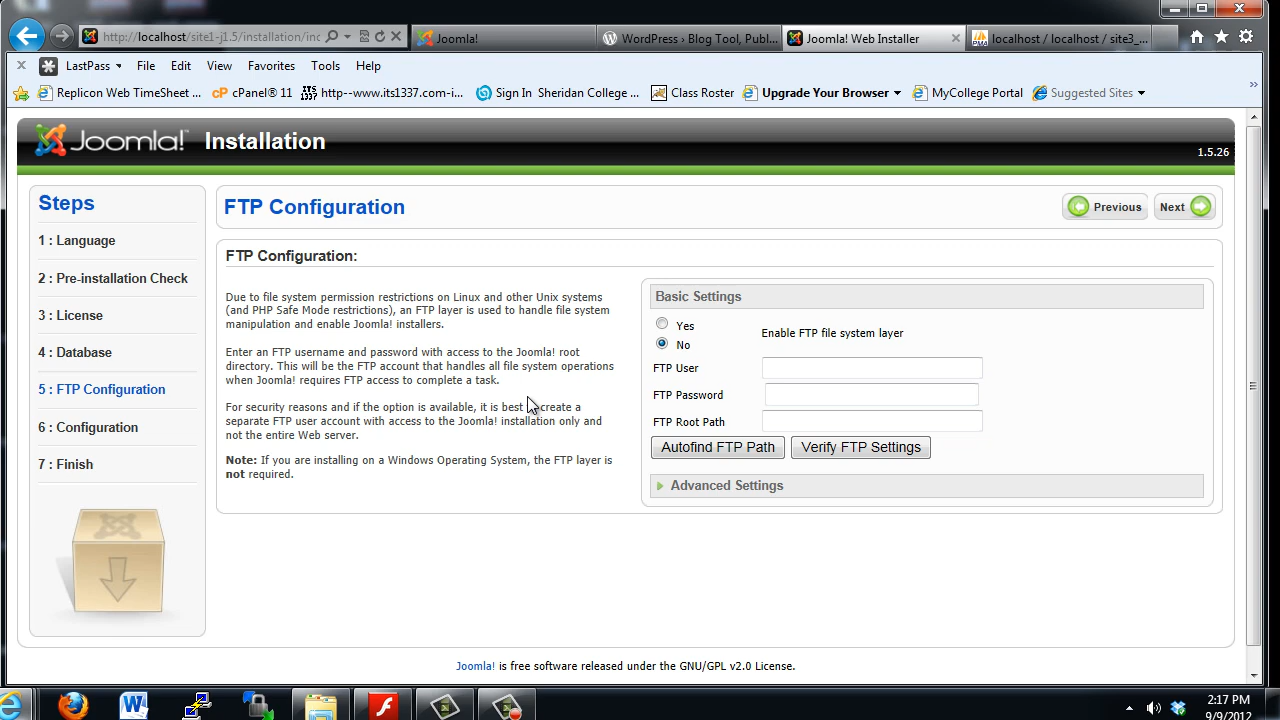 http://localhost/site1-j1.5/installation/inc
Joomla!
WordPress › Blog Tool, Publ...
Joomla! Web Installer
localhost / localhost / site3_...
LastPass
File
Edit
View
Favorites
Tools
Help
Replicon Web TimeSheet ...
cP cPanel® 11
ITS 1337 http--www.its1337.com-i...
Sign In Sheridan College ...
Class Roster
Upgrade Your Browser
MyCollege Portal
Suggested Sites
Joomla! Installation
1.5.26
Steps
1 : Language
2 : Pre-installation Check
3 : License
4 : Database
5 : FTP Configuration
6 : Configuration
7 : Finish
FTP Configuration
Previous
Next
FTP Configuration:
Due to file system permission restrictions on Linux and other Unix systems
(and PHP Safe Mode restrictions), an FTP layer is used to handle file system
manipulation and enable Joomla! installers.
Enter an FTP username and password with access to the Joomla! root
directory. This will be the FTP account that handles all file system operations
when Joomla! requires FTP access to complete a task.
For security reasons and if the option is available, it is best create a
separate FTP user account with access to the Joomla! installation only and
not the entire Web server.
Note: If you are installing on a Windows Operating System, the FTP layer is
not required.
Basic Settings
Yes
No
Enable FTP file system layer
FTP User
FTP Password
FTP Root Path
Autofind FTP Path
Verify FTP Settings
Advanced Settings
Joomla! is free software released under the GNU/GPL v2.0 License.
2:17 PM
9/9/2012